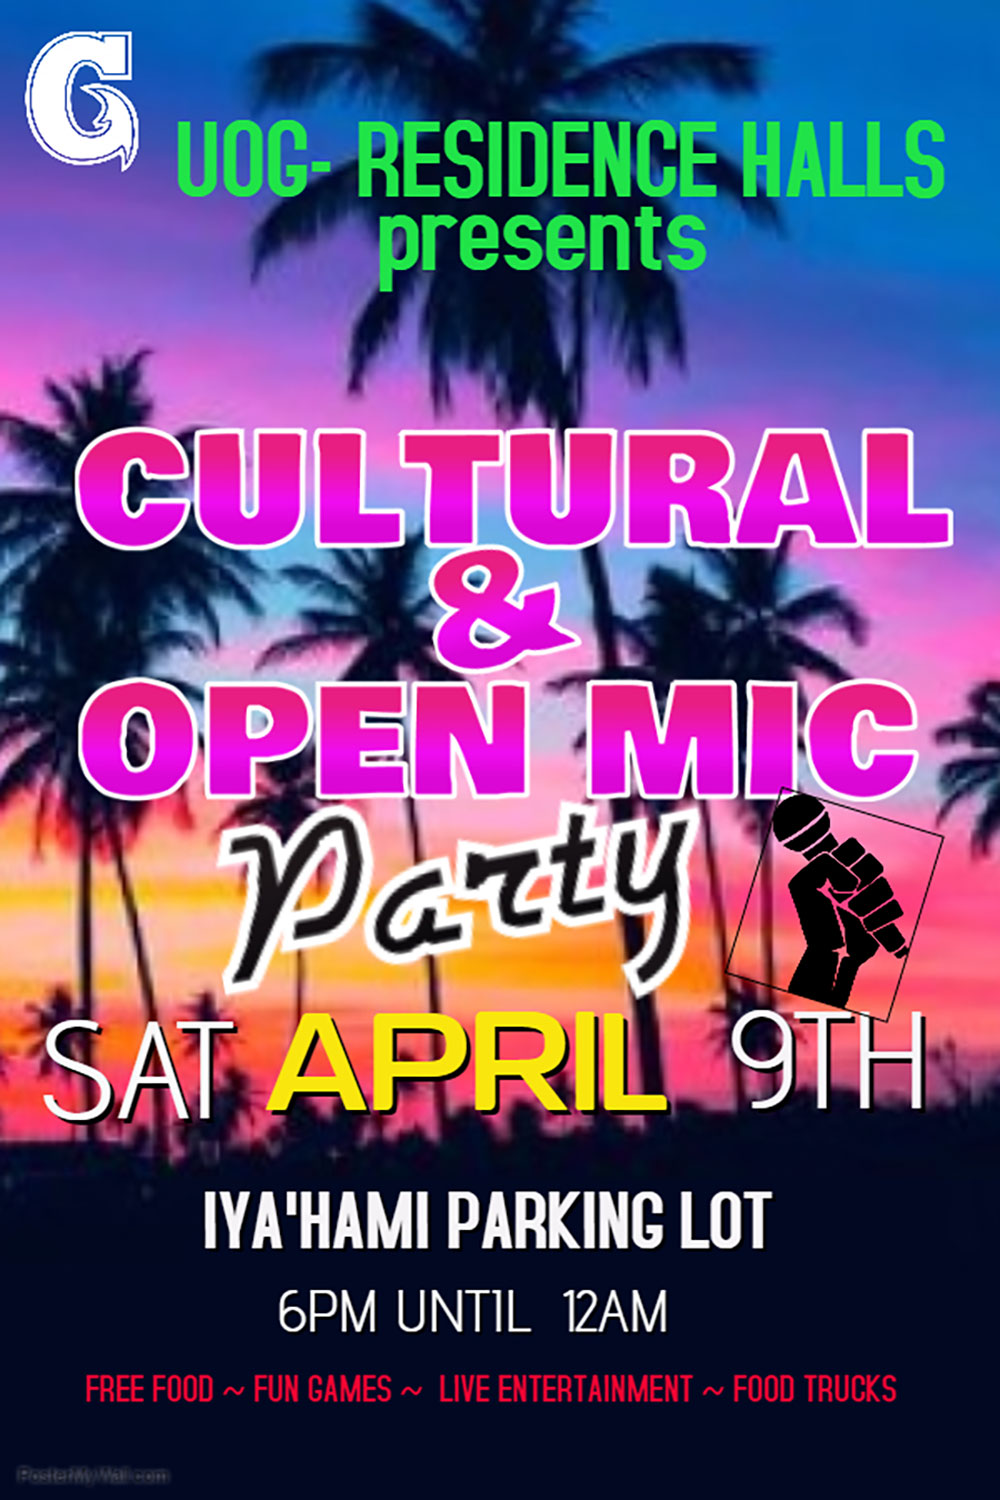 G
UOG- RESIDENCE HALLS
presents
CULTURAL
&
OPEN MIC
Party
SAT APRIL 9TH
IYA'HAMI PARKING LOT
6PM UNTIL 12AM
FREE FOOD ~ FUN GAMES ~ LIVE ENTERTAINMENT ~ FOOD TRUCKS
PosterMyWall.com